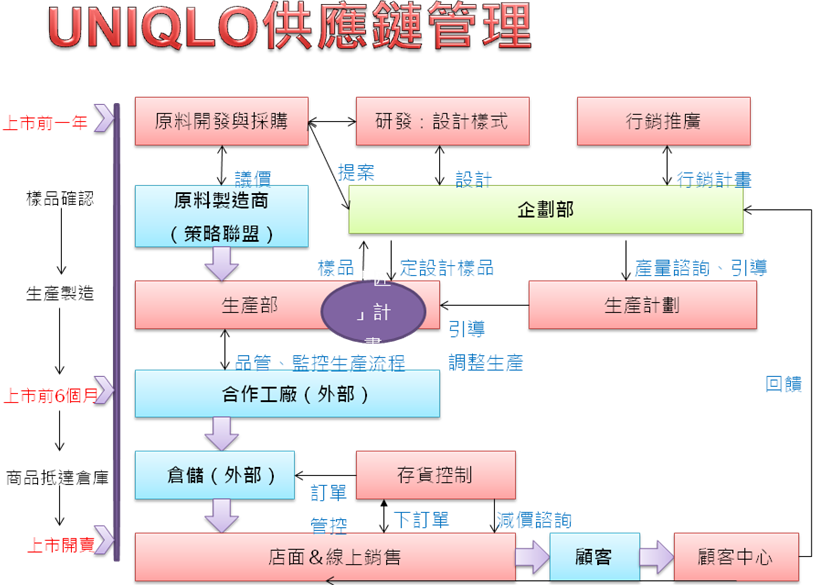 UNIQLO供應鏈管理
上市前一年
原料開發與採購
研發：設計樣式
行銷推廣
議價
提案
設計
行銷計畫
樣品確認
原料製造商
（策略聯盟）
企劃部
樣品
定設計樣品
產量諮詢、引導
生產製造
生產部
匠
」計
畫
生產計劃
引導
調整生產
品管、監控生產流程
上市前6個月
合作工廠（外部）
回饋
商品抵達倉庫
倉儲（外部）
存貨控制
訂單
管控
下訂單
減價諮詢
上市開賣
店面＆線上銷售
顧客
顧客中心